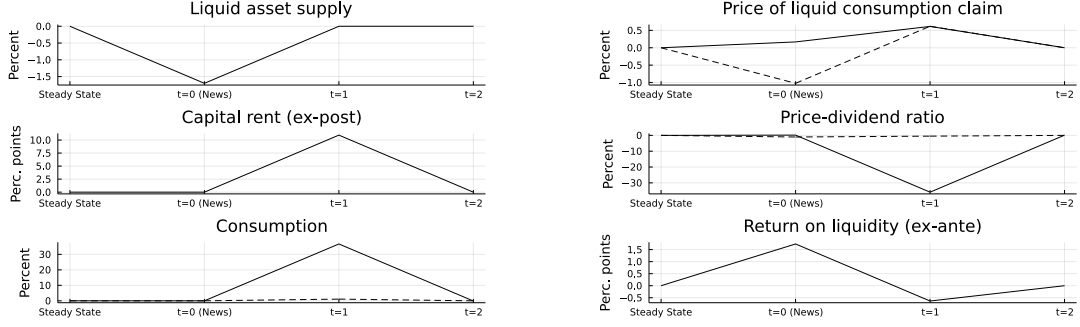 Liquid asset supply
Percent
0.0
−0.5
−1.0
−1.5
Steady State t=0 (News) t=1 t=2
Price of liquid consumption claim
Percent
0.5
0.0
−0.5
−1.0
Steady State t=0 (News) t=1 t=2
Capital rent (ex-post)
Perc. points
10.0
7.5
5.0
2.5
0.0
Steady State t=0 (News) t=1 t=2
Price-dividend ratio
Percent
0
−10
−20
−30
Steady State t=0 (News) t=1 t=2
Consumption
Percent
30
20
10
0
Steady State t=0 (News) t=1 t=2
Return on liquidity (ex-ante)
Perc. points
1.5
1.0
0.5
0.0
−0.5
Steady State t=0 (News) t=1 t=2